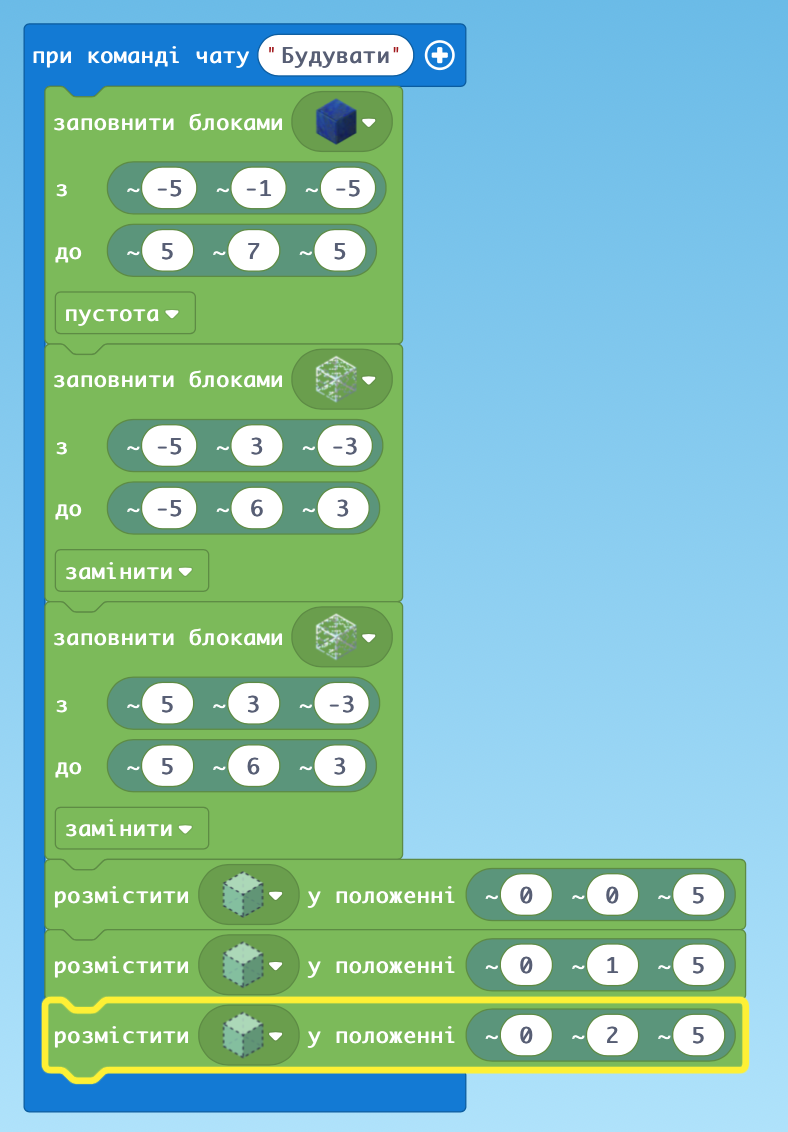 при команді чату "Будувати"
заповнити блоками
з ~ -5 ~ -1 ~ -5
до ~ 5 ~ 7 ~ 5
пустота
заповнити блоками
з ~ -5 ~ 3 ~ -3
до ~ -5 ~ 6 ~ 3
замінити
заповнити блоками
з ~ 5 ~ 3 ~ -3
до ~ 5 ~ 6 ~ 3
замінити
розмістити у положенні ~ 0 ~ 0 ~ 5
розмістити у положенні ~ 0 ~ 1 ~ 5
розмістити у положенні ~ 0 ~ 2 ~ 5